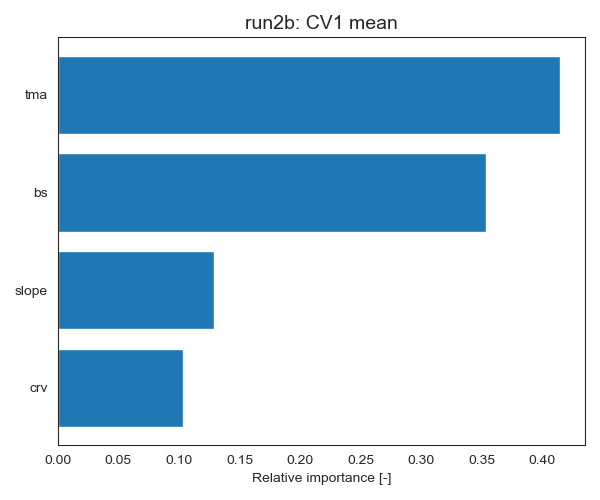 run2b: CV1 mean
tma
bs
slope
crv
0.00 0.05 0.10 0.15 0.20 0.25 0.30 0.35 0.40
Relative importance [-]